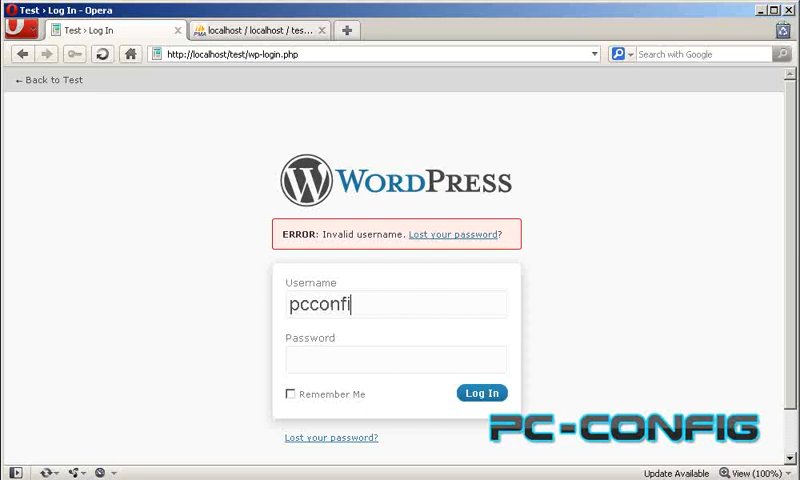 Test › Log In - Opera
Test › Log In
localhost / localhost / tes...
http://localhost/test/wp-login.php
Search with Google
← Back to Test
WORDPRESS
ERROR: Invalid username. Lost your password?
Username
pcconfi
Password
Remember Me
Log In
PC-CONFIG
Lost your password?
Update Available
View (100%)